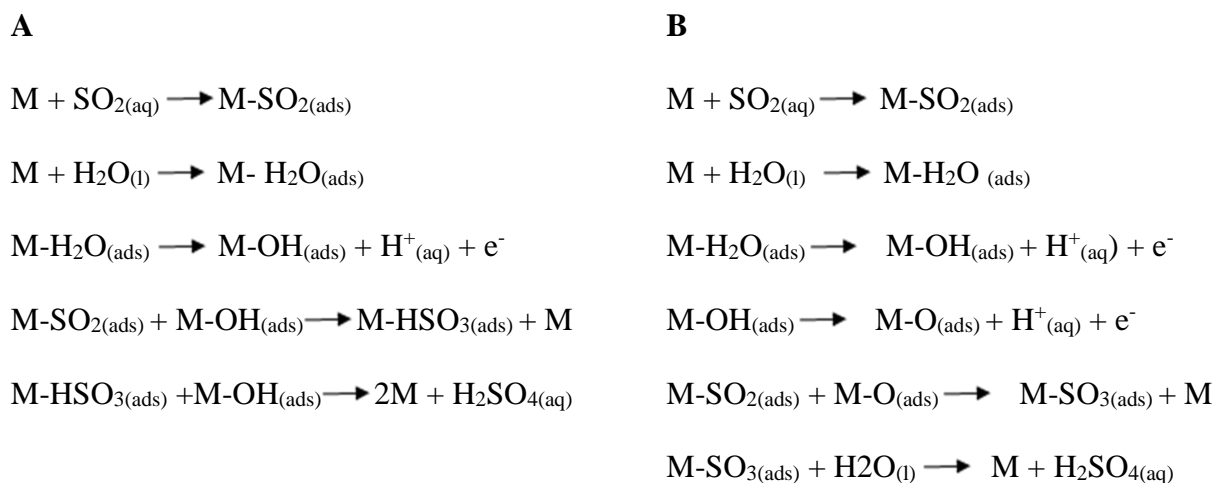 A
M + SO₂(aq) → M-SO₂(ads)
M + H₂O(l) → M- H₂O(ads)
M-H₂O(ads) → M-OH(ads) + H⁺(aq) + e⁻
M-SO₂(ads) + M-OH(ads) → M-HSO₃(ads) + M
M-HSO₃(ads) +M-OH(ads) → 2M + H₂SO₄(aq)
B
M + SO₂(aq) → M-SO₂(ads)
M + H₂O(l) → M-H₂O (ads)
M-H₂O(ads) → M-OH(ads) + H⁺(aq) ) + e⁻
M-OH(ads) → M-O(ads) + H⁺(aq) + e⁻
M-SO₂(ads) + M-O(ads) → M-SO₃(ads) + M
M-SO₃(ads) + H2O(l) → M + H₂SO₄(aq)